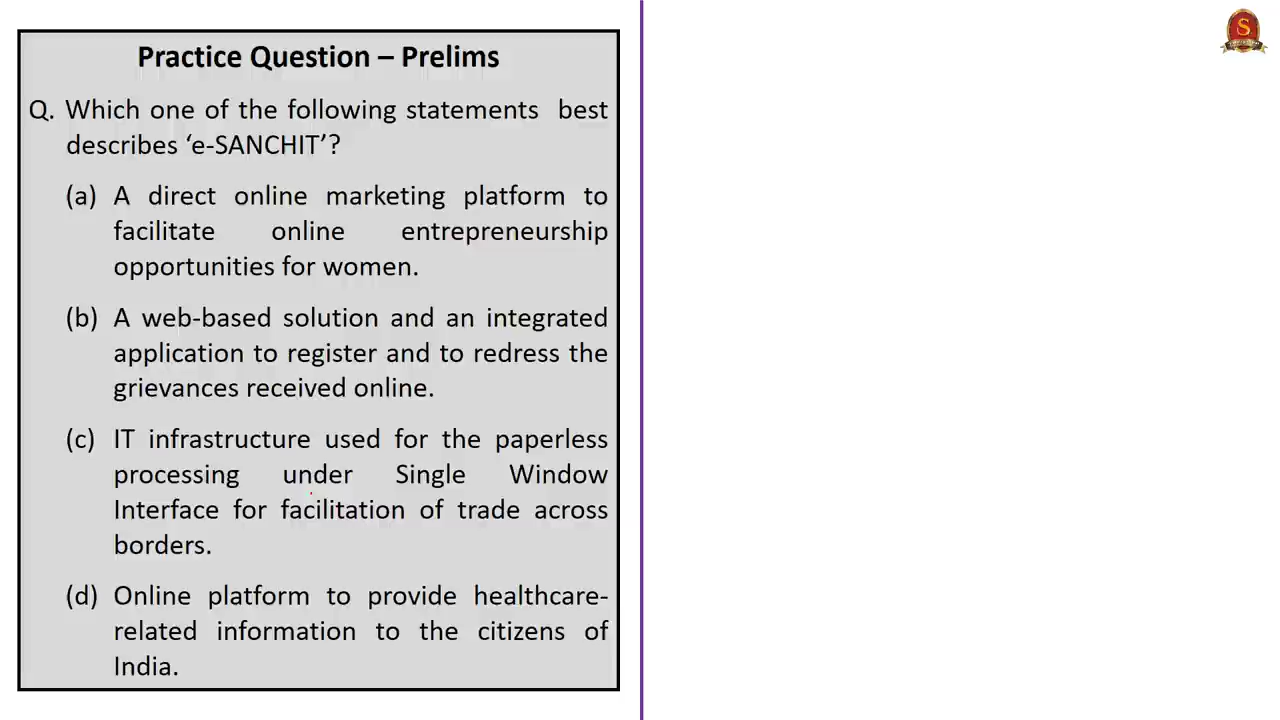 Practice Question – Prelims
Q. Which one of the following statements best
describes ‘e-SANCHIT’?
(a) A direct online marketing platform to
facilitate online entrepreneurship
opportunities for women.
(b) A web-based solution and an integrated
application to register and to redress the
grievances received online.
(c) IT infrastructure used for the paperless
processing under Single Window
Interface for facilitation of trade across
borders.
(d) Online platform to provide healthcare-
related information to the citizens of
India.
S